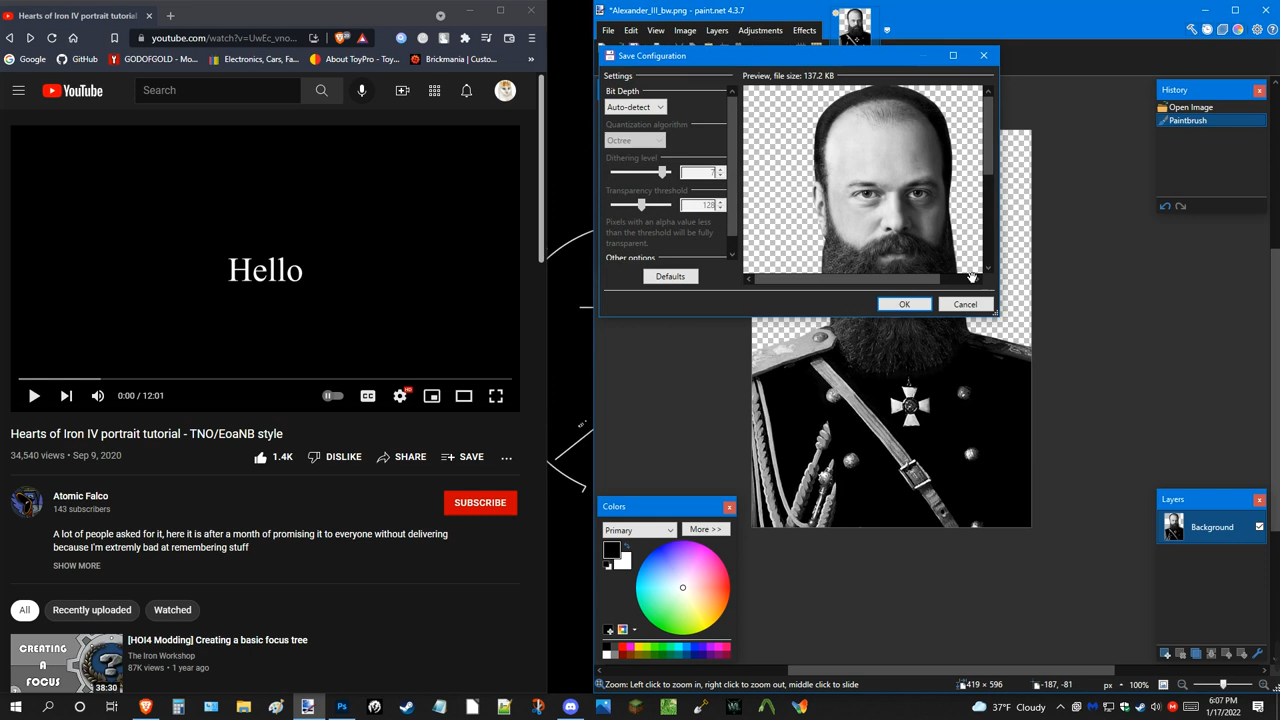 Hearts of Iron IV portrait tutorial
youtube.com/watch?v=UwEc_vno
Google
GitHub
GODOFGOLF - Mo...
Commissions
About ToyPro - Toy...
Brickmania | Custo...
YouTube
Search
Hello
0:00 / 12:01
HD
Hearts of Iron IV portrait tutorial - TNO/EoaNB style
34,540 views • Sep 9, 2020
1.4K
DISLIKE
SHARE
SAVE
Atomic Falco
143 subscribers
SUBSCRIBE
A lot of people asked for it, here it is after a month of promising it to everyone without delivering
because I'm extremly bad at remembering stuff
SHOW MORE
All
Recently uploaded
Watched
CREATING
A
FOCUS
38:30
[HOI4 Modding] Creating a basic focus tree
The Iron Workshop
87K views • 1 year ago
*Alexander_III_bw.png - paint.net 4.3.7
File
Edit
View
Image
Layers
Adjustments
Effects
Save Configuration
Settings
Bit Depth
Auto-detect
Quantization algorithm
Octree
Dithering level
7
Transparency threshold
128
Pixels with an alpha value less
than the threshold will be fully
transparent.
Other options
Defaults
Preview, file size: 137.2 KB
OK
Cancel
History
Open Image
Paintbrush
Colors
Primary
More >>
Layers
Background
Zoom: Left click to zoom in, right click to zoom out, middle click to slide
419 × 596
-187, -81
px
100%
37°F Cloudy
6:07 PM
1/17/2022